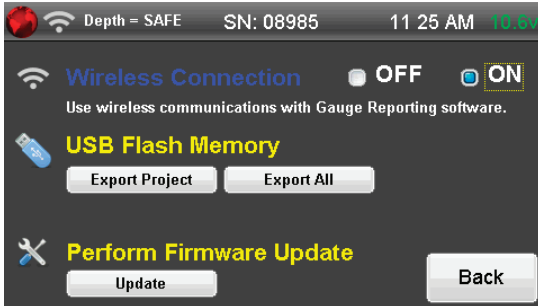 Depth = SAFE SN: 08985 11 25 AM 10.6v
Wireless Connection OFF ON
Use wireless communications with Gauge Reporting software.
USB Flash Memory
Export Project Export All
Perform Firmware Update
Update Back